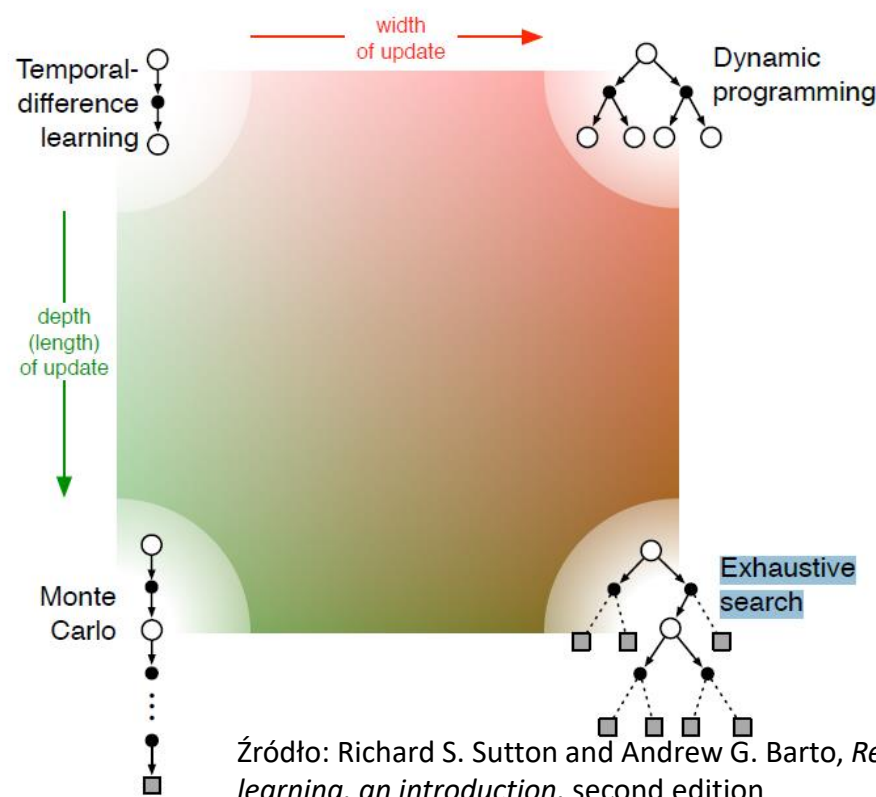 width
of update
Temporal-
difference
learning
Dynamic
programming
depth
(length)
of update
Monte
Carlo
Exhaustive
search
Źródło: Richard S. Sutton and Andrew G. Barto,
learning, an introduction, second edition